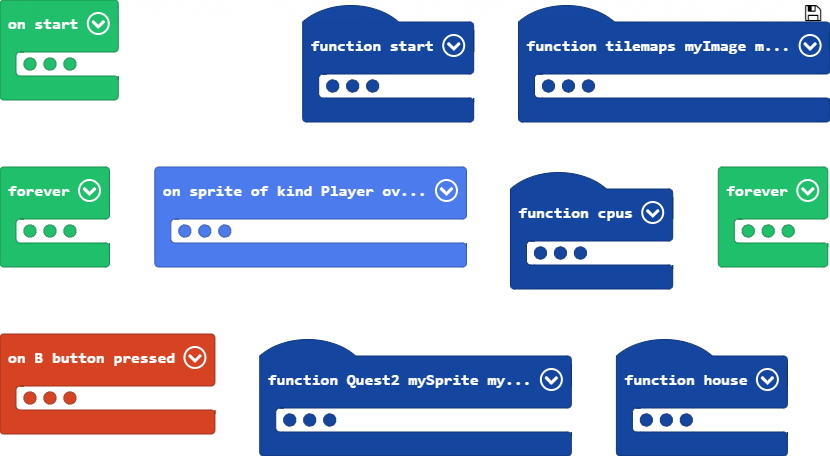 on start
function start
function tilemaps myImage m...
forever
on sprite of kind Player ov...
function cpus
forever
on B button pressed
function Quest2 mySprite my...
function house